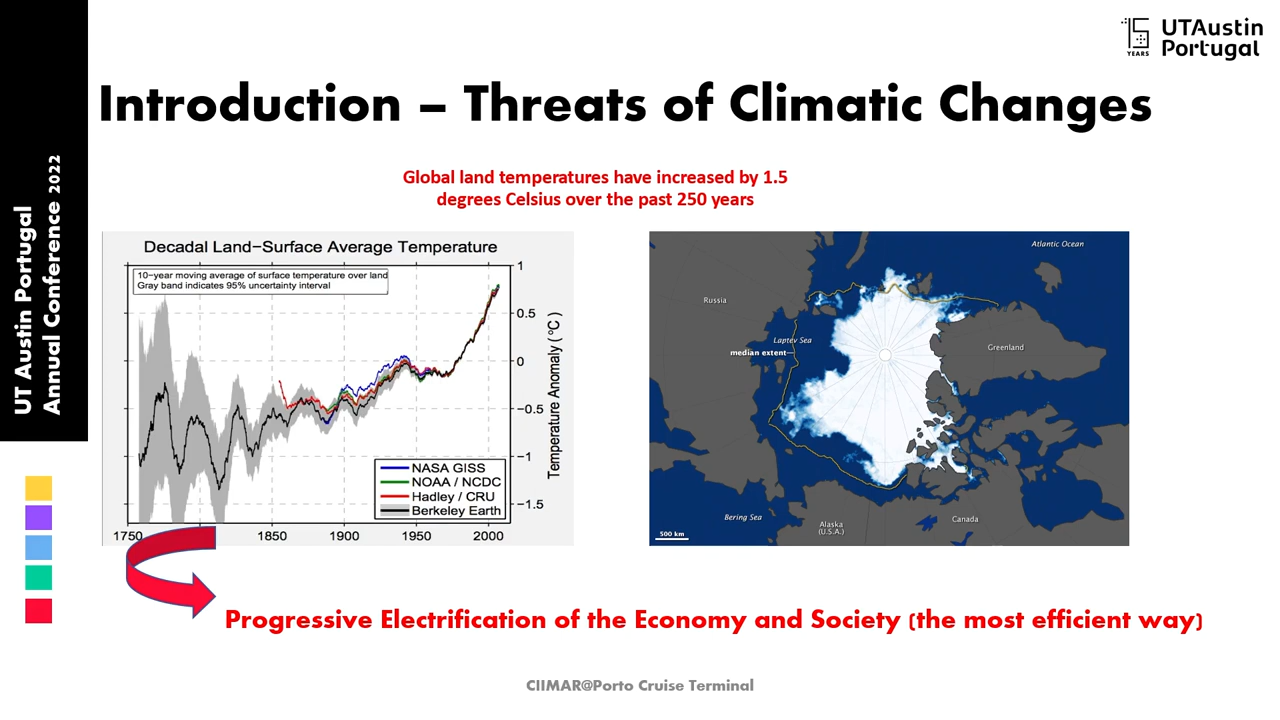 15
YEARS
UTAustin
Portugal
UT Austin Portugal
Annual Conference 2022
Introduction – Threats of Climatic Changes
Global land temperatures have increased by 1.5
degrees Celsius over the past 250 years
Decadal Land–Surface Average Temperature
10–year moving average of surface temperature over land
Gray band indicates 95% uncertainty interval
1
0.5
0
−0.5
−1
−1.5
Temperature Anomaly (°C )
NASA GISS
NOAA / NCDC
Hadley / CRU
Berkeley Earth
1750
1850
1900
1950
2000
Atlantic Ocean
Russia
Laptev Sea
median extent
Greenland
Bering Sea
Alaska
(U.S.A.)
Canada
500 km
Progressive Electrification of the Economy and Society (the most efficient way)
CIIMAR@Porto Cruise Terminal